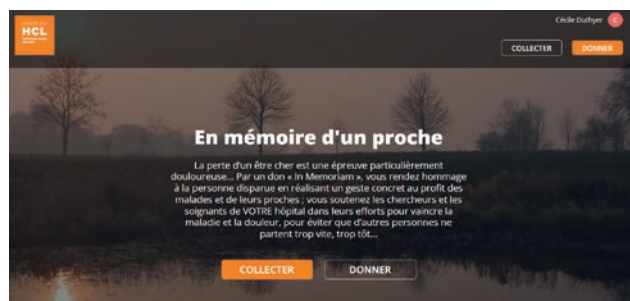 HCL
Cécile Duthyer C
COLLECTER DONNER
En mémoire d'un proche
La perte d'un être cher est une épreuve particulièrement
douloureuse... Par un don « In Memoriam », vous rendez hommage
à la personne disparue en réalisant un geste concret au profit des
malades et de leurs proches ; vous soutenez les chercheurs et les
soignants de VOTRE hôpital dans leurs efforts pour vaincre la
maladie et la douleur, pour éviter que d'autres personnes ne
partent trop vite, trop tôt...
COLLECTER DONNER